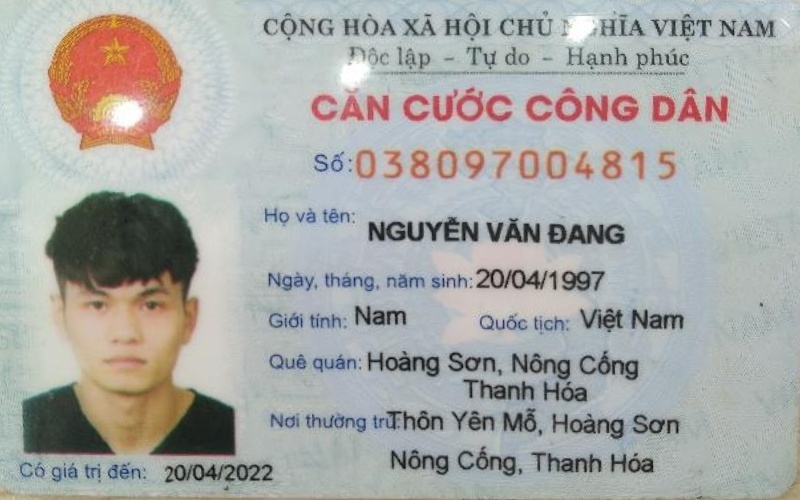 CỘNG HÒA XÃ HỘI CHỦ NGHĨA VIỆT NAM
Độc lập - Tự do - Hạnh phúc
CĂN CƯỚC CÔNG DÂN
Số: 038097004815
Họ và tên: NGUYỄN VĂN ĐANG
Ngày, tháng, năm sinh: 20/04/1997
Giới tính: Nam Quốc tịch: Việt Nam
Quê quán: Hoàng Sơn, Nông Cống
Thanh Hóa
Nơi thường trú: Thôn Yên Mỗ, Hoàng Sơn
Nông Cống, Thanh Hóa
Có giá trị đến: 20/04/2022